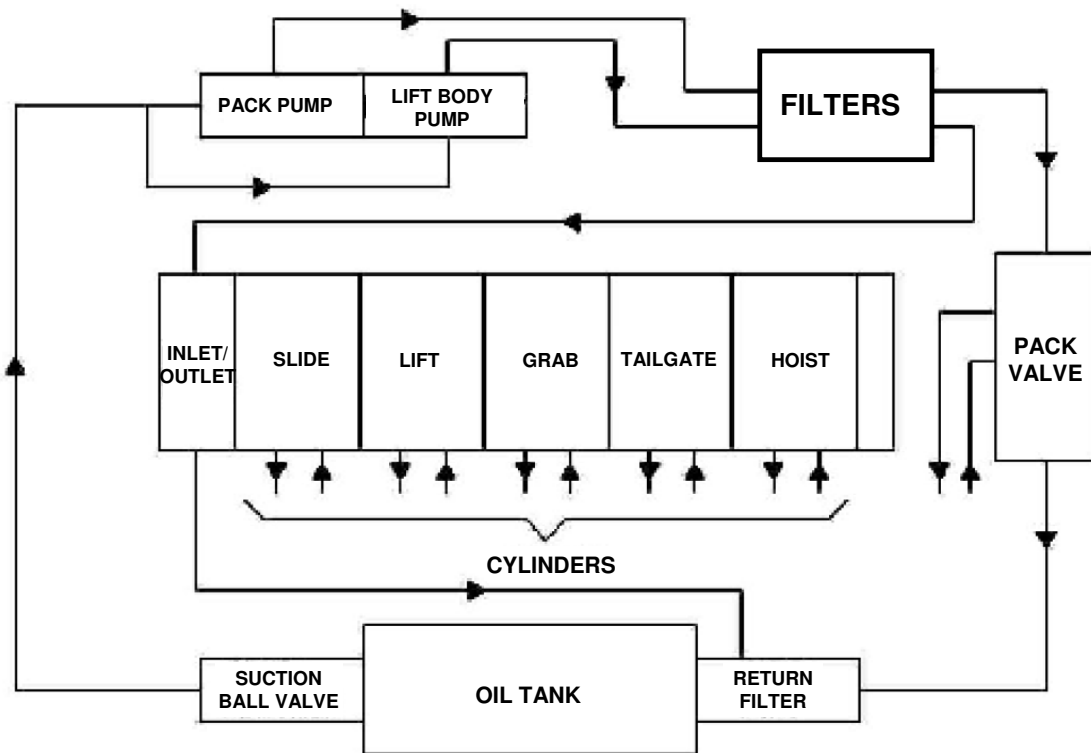 PACK PUMP
LIFT BODY
PUMP
FILTERS
INLET/
OUTLET
SLIDE
LIFT
GRAB
TAILGATE
HOIST
PACK
VALVE
CYLINDERS
SUCTION
BALL VALVE
OIL TANK
RETURN
FILTER